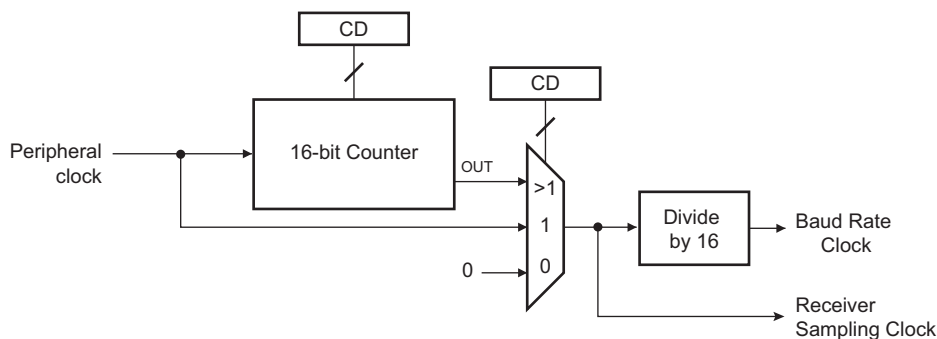 CD
CD
Peripheral
clock
16-bit Counter
OUT
>1
1
0
0
Divide
by 16
Baud Rate
Clock
Receiver
Sampling Clock